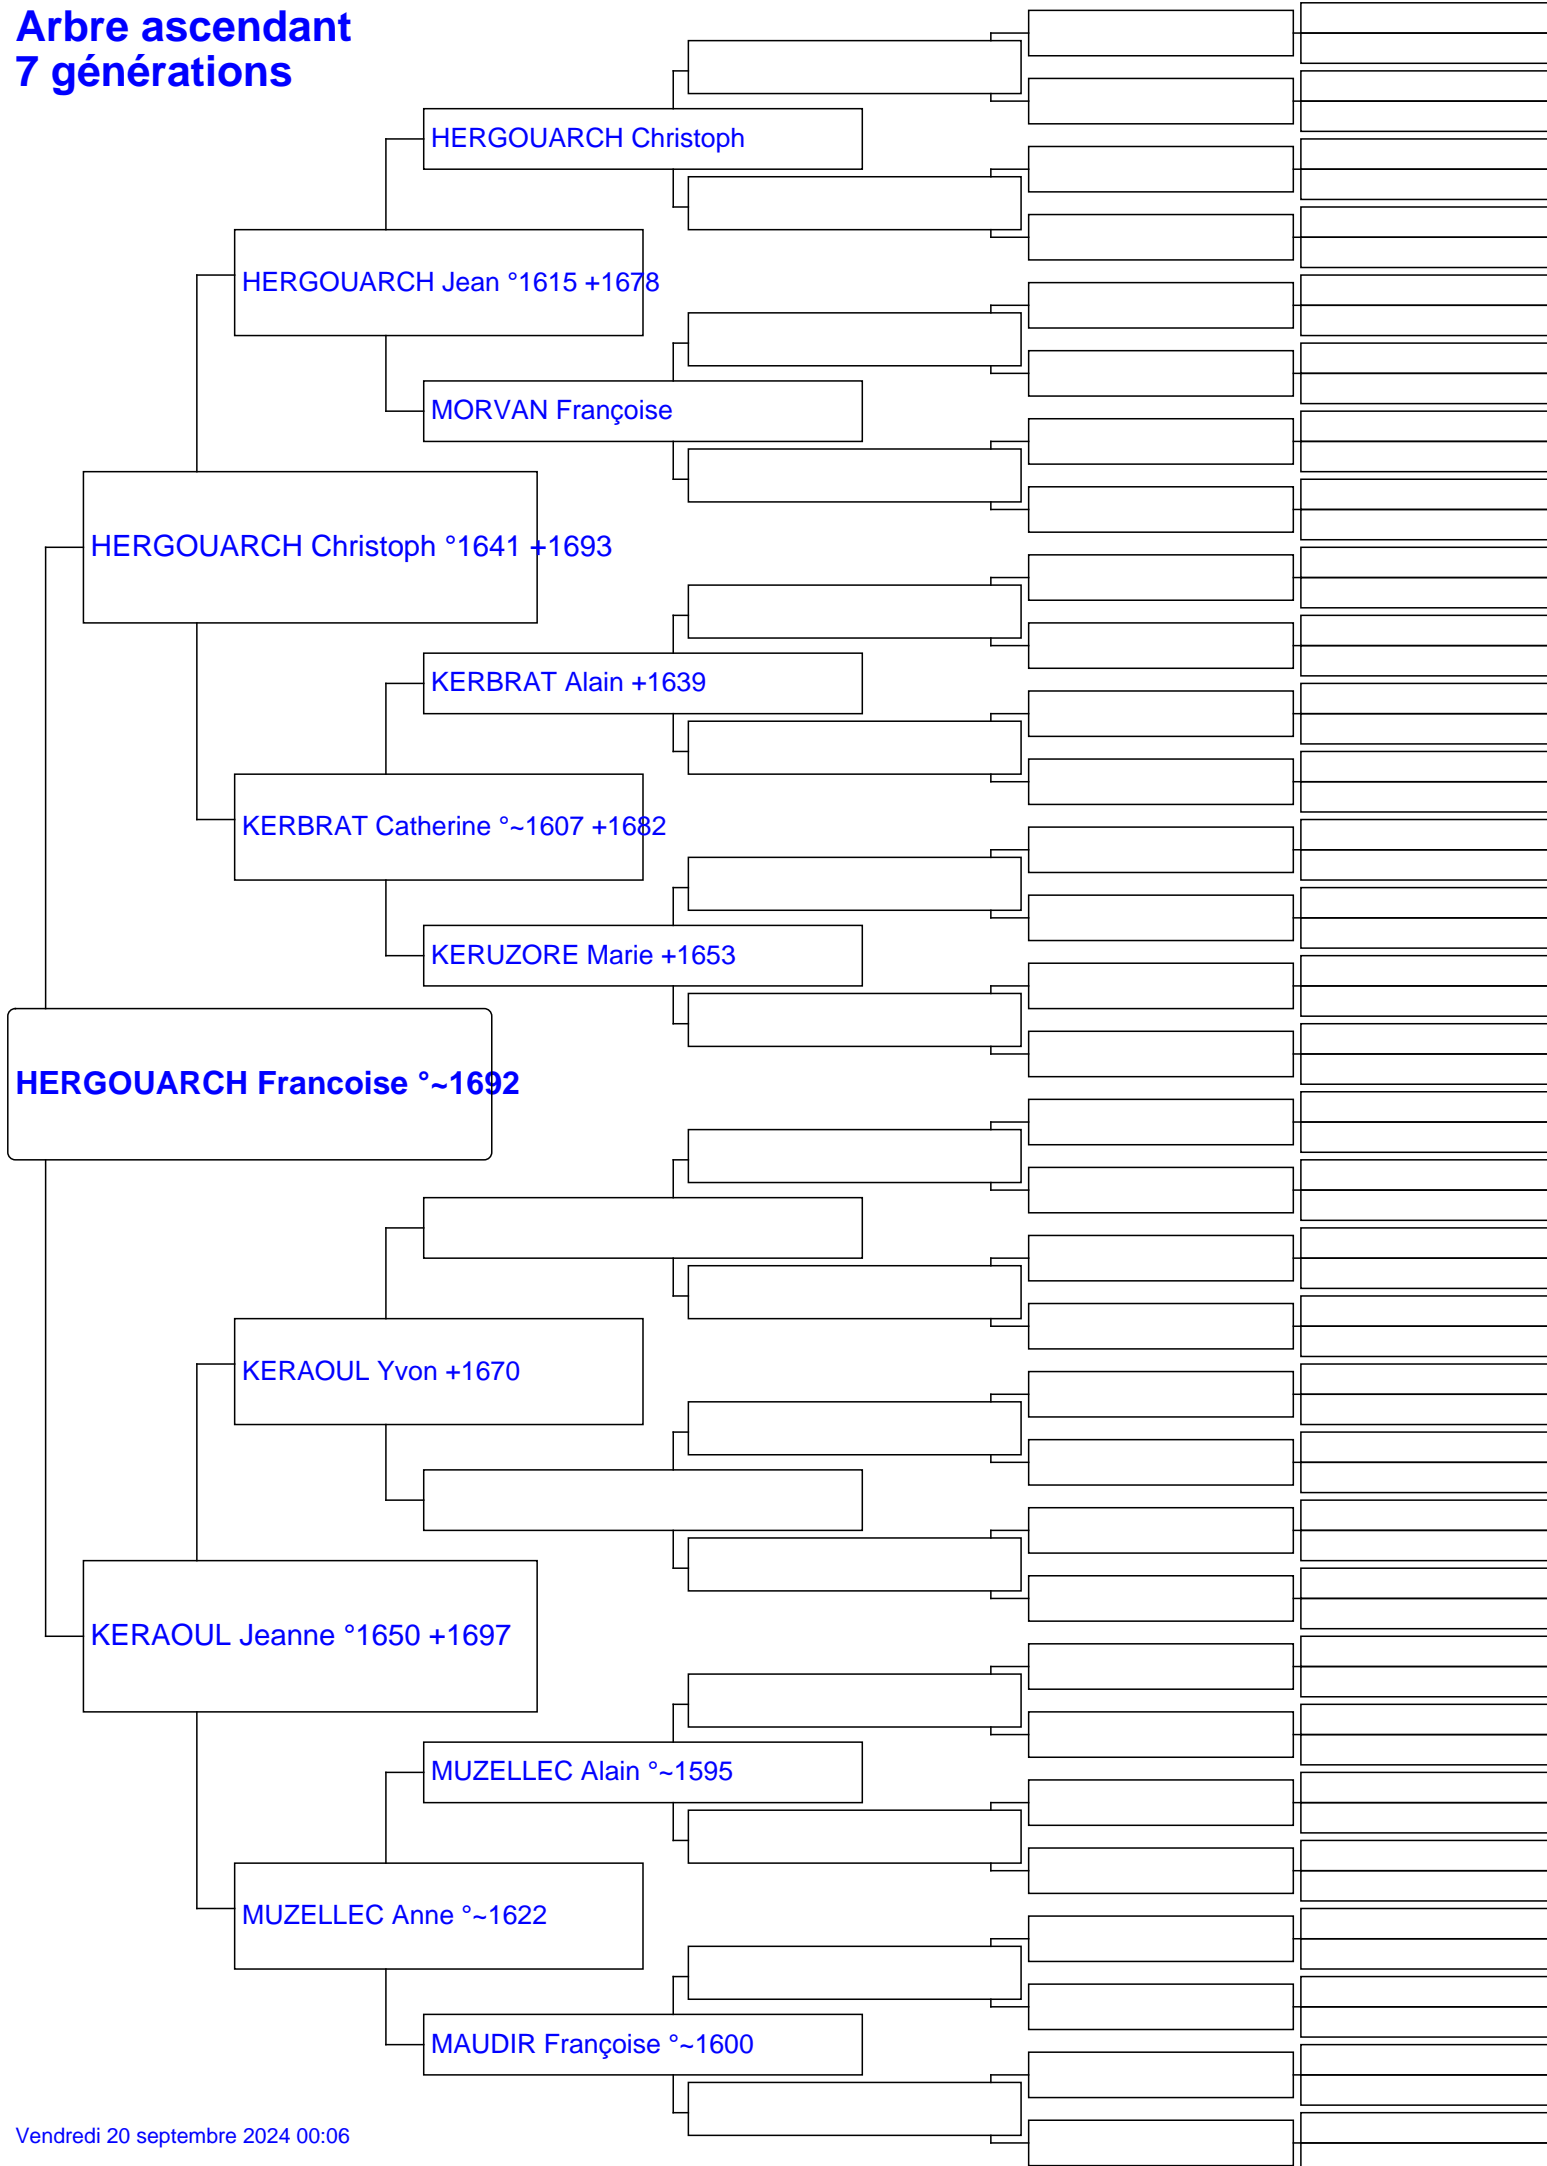 Arbre ascendant
7 générations
HERGOUARCH Christoph
HERGOUARCH Jean °1615 +1678
MORVAN Françoise
HERGOUARCH Christoph °1641 +1693
KERBRAT Alain +1639
KERBRAT Catherine °~1607 +1682
KERUZORE Marie +1653
HERGOUARCH Francoise °~1692
KERAOUL Yvon +1670
KERAOUL Jeanne °1650 +1697
MUZELLEC Alain °~1595
MUZELLEC Anne °~1622
MAUDIR Françoise °~1600
Vendredi 20 septembre 2024 00:06